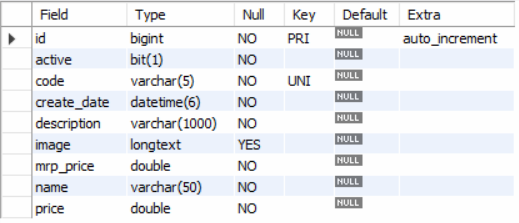 Field Type Null Key Default Extra
id bigint NO PRI NULL auto_increment
active bit(1) NO NULL
code varchar(5) NO UNI NULL
create_date datetime(6) NO NULL
description varchar(1000) NO NULL
image longtext YES NULL
mrp_price double NO NULL
name varchar(50) NO NULL
price double NO NULL